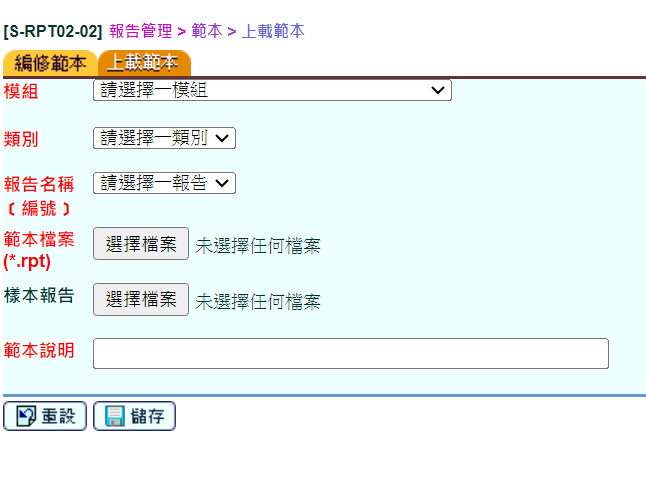 [S-RPT02-02] 報告管理 > 範本 > 上載範本
編修範本 上載範本
模組 請選擇一模組
類別 請選擇一類別
報告名稱 請選擇一報告
﹝編號﹞
範本檔案 選擇檔案 未選擇任何檔案
(*.rpt)
樣本報告 選擇檔案 未選擇任何檔案
範本說明
重設 儲存